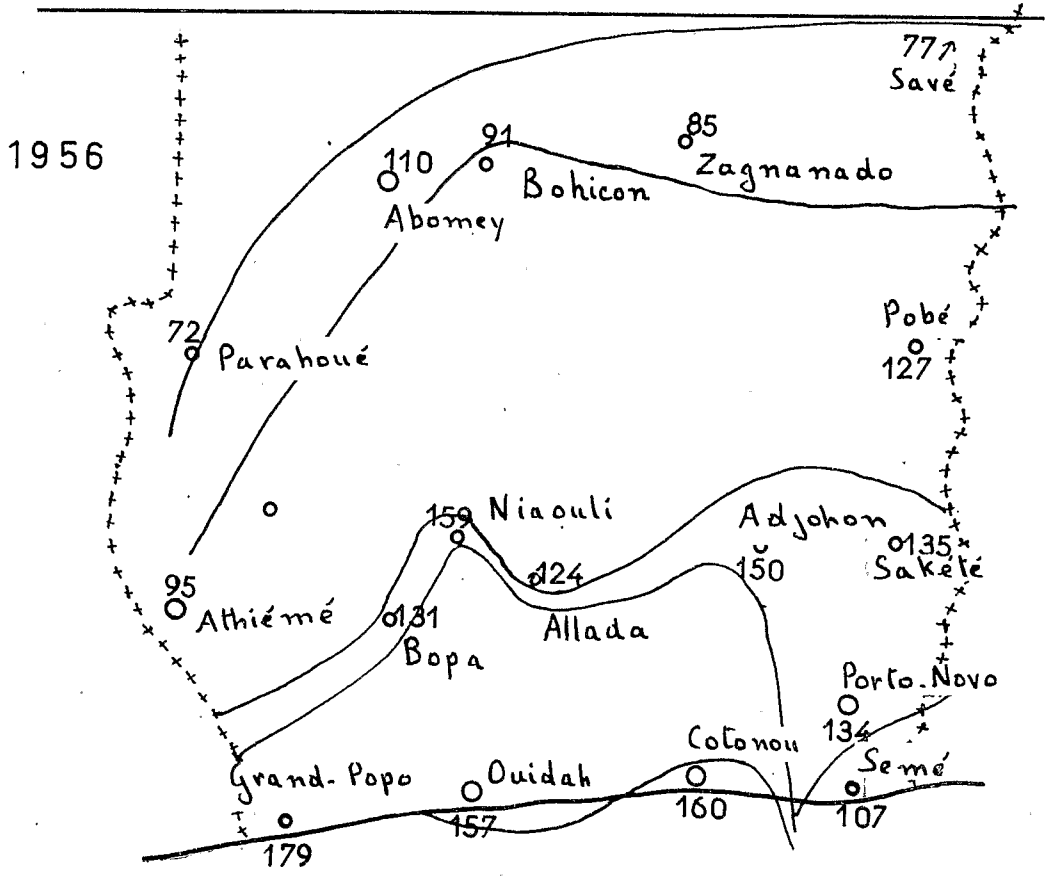 77
Savé
1956
91
85
110
Zagnanado
Bohicon
Abomey
Pobé
72
Parahoué
127
159
Niaouli
Adjohon
135
124
150
Sakété
95
Athiémé
131
Allada
Bopa
Porto-Novo
134
Cotonou
Semé
Grand-Popo
Ouidah
160
107
157
179